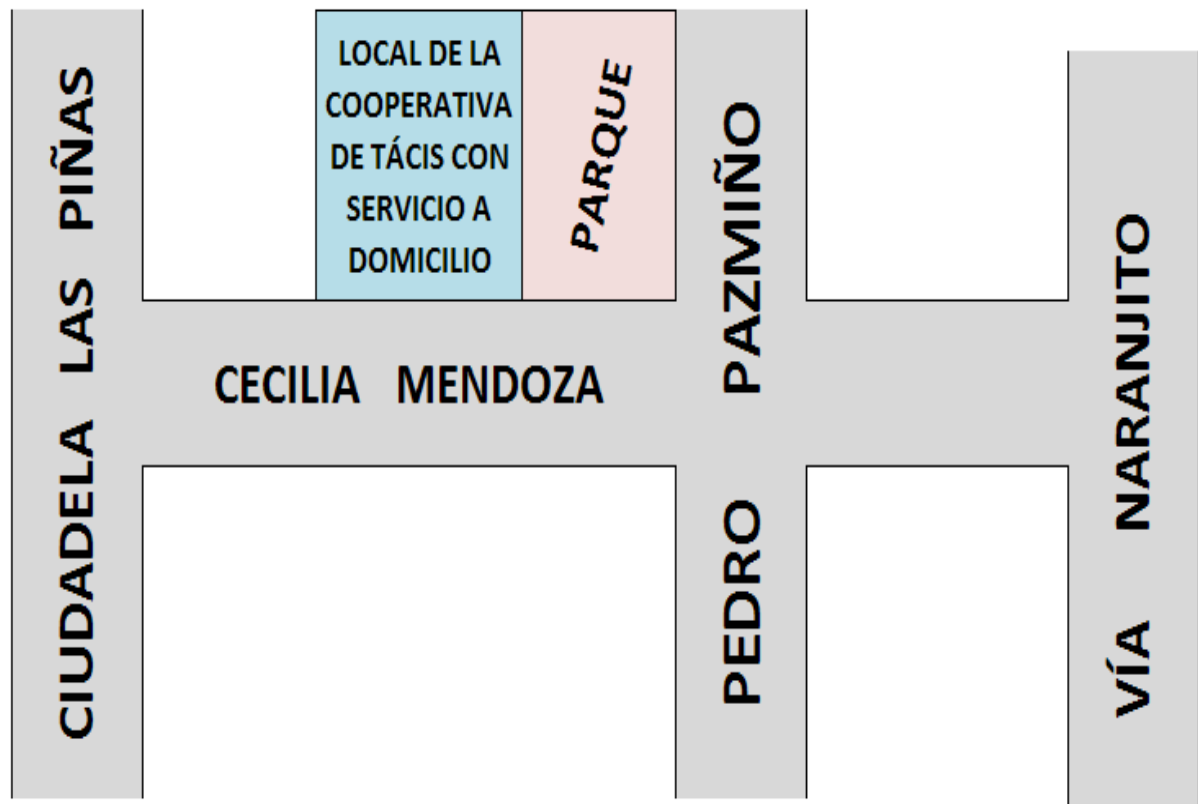 CIUDADELA LAS PIÑAS
LOCAL DE LA
COOPERATIVA
DE TÁCIS CON
SERVICIO A
DOMICILIO
PARQUE
CECILIA MENDOZA
PEDRO PAZMIÑO
VÍA NARANJITO